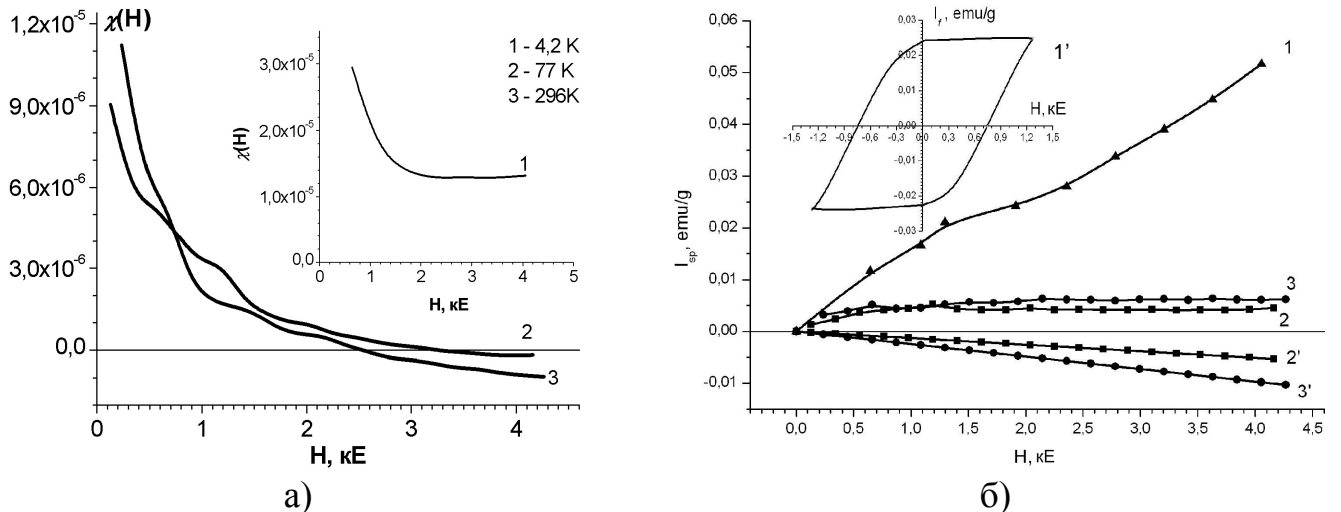 χ(H)
1,2x10⁻⁵
9,0x10⁻⁶
6,0x10⁻⁶
3,0x10⁻⁶
0,0
0 1 2 3 4
H, кЕ
2
3
χ(H)
3,0x10⁻⁵
2,0x10⁻⁵
1,0x10⁻⁵
0,0
0 1 2 3 4 5
H, кЕ
1
1 - 4,2 K
2 - 77 K
3 - 296K
а)
I_sp, emu/g
0,06
0,05
0,04
0,03
0,02
0,01
0,00
-0,01
0,0 0,5 1,0 1,5 2,0 2,5 3,0 3,5 4,0 4,5
H, кЕ
1
3
2
2'
3'
I_f, emu/g
0,03
0,02
0,01
0,00
-0,01
-0,02
-0,03
-1,5 -1,2 -0,9 -0,6 -0,3 0,0 0,3 0,6 0,9 1,2 1,5
H, кЕ
1'
б)